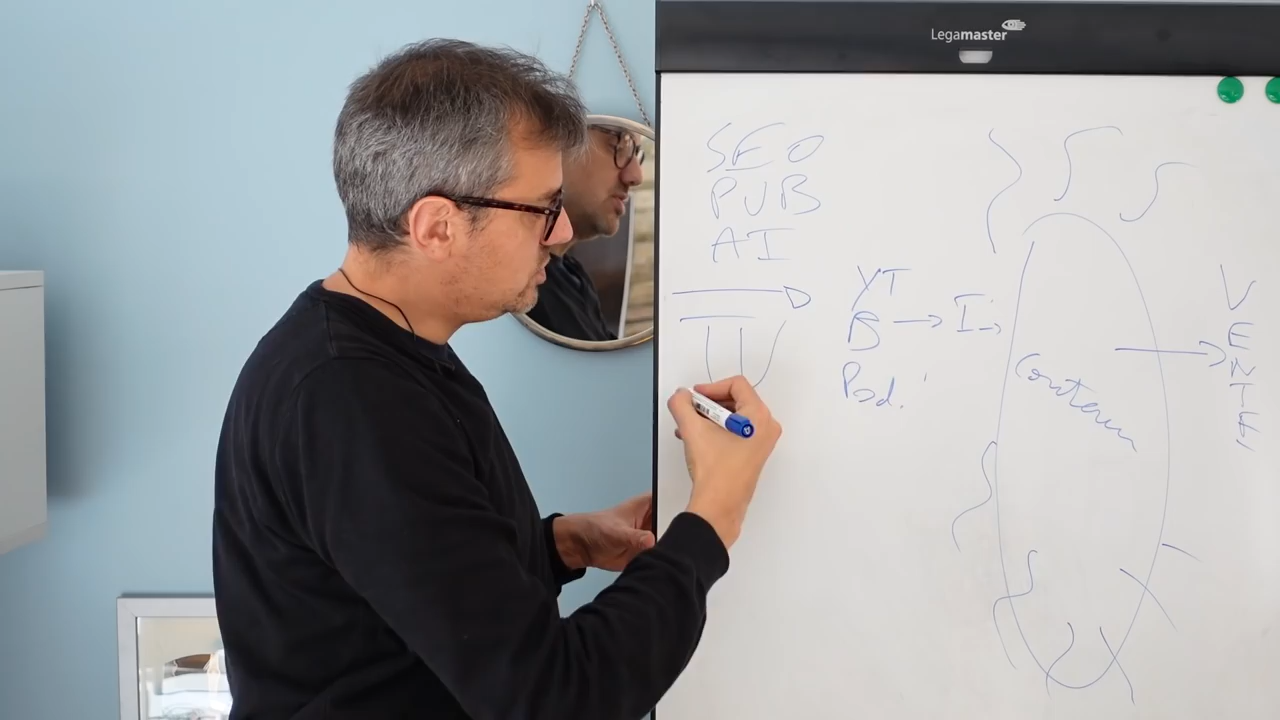 Legamaster
SEO
PUB
AI
YT
B → I →
Pod.
Contenu
VENTE